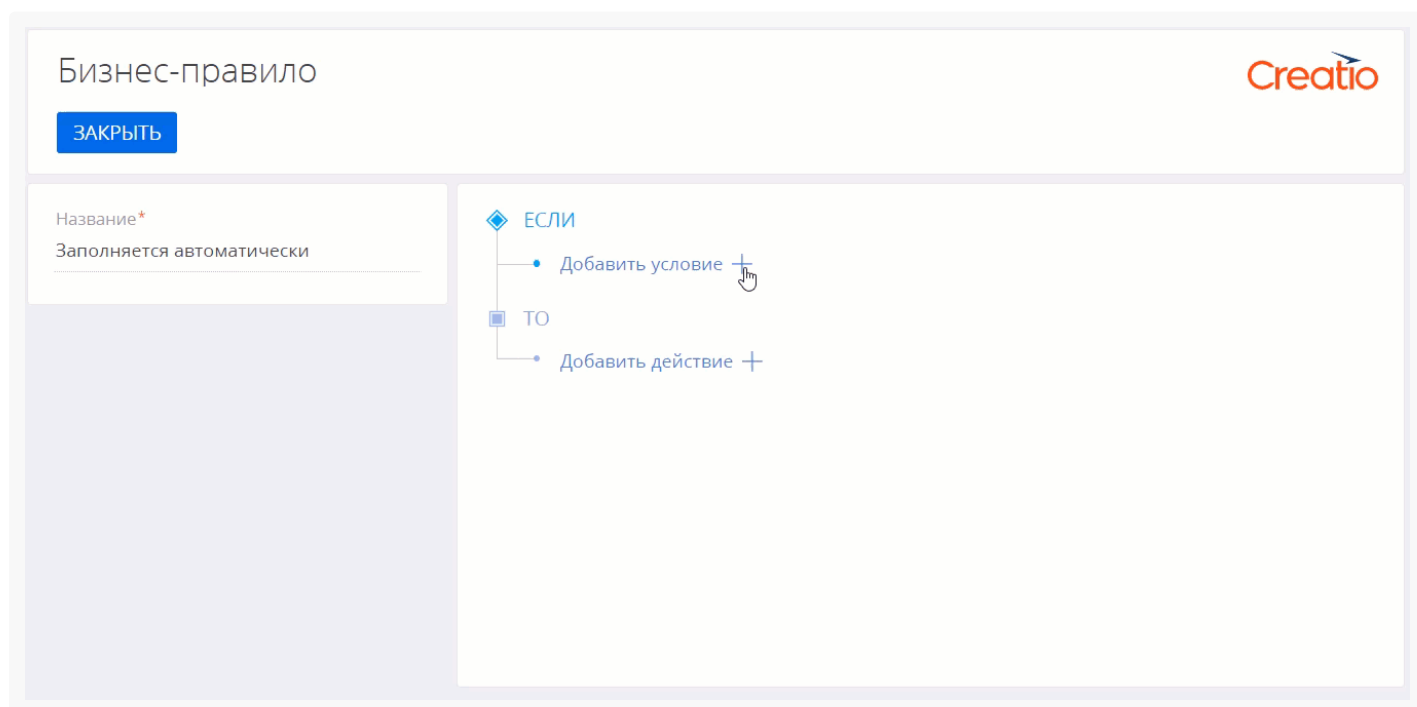 Бизнес-правило
Creatio
ЗАКРЫТЬ
Название*
Заполняется автоматически
ЕСЛИ
Добавить условие
ТО
Добавить действие